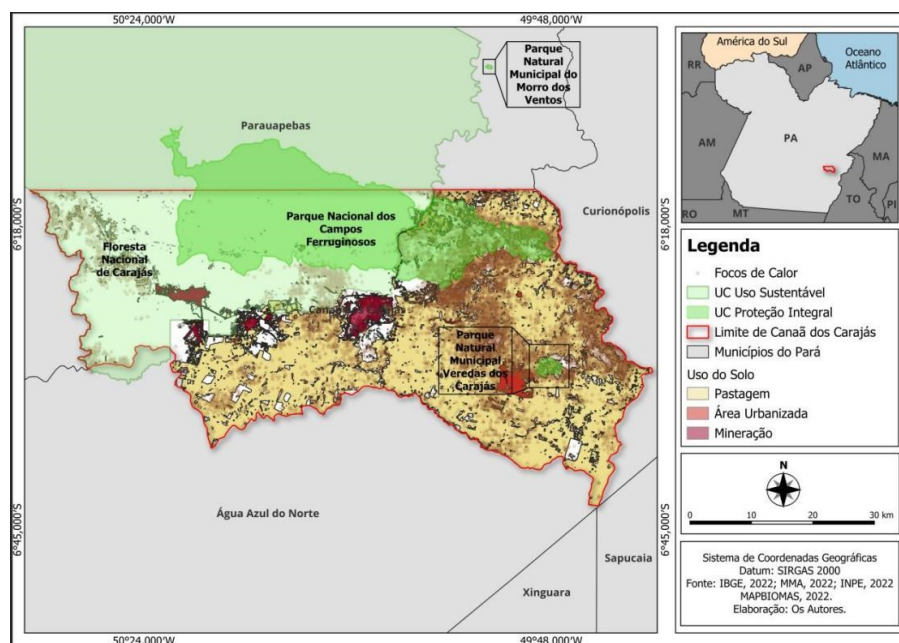 50°24,000'W
49°48,000'W
Parque
Natural
Municipal do
Morro dos
Ventos
Parauapebas
6°18,000'S
6°18,000'S
Curionópolis
Parque Nacional dos
Campos
Ferruginosos
Floresta
Nacional
de Carajás
Parque
Natural
Municipal
Veredas dos
Carajás
Água Azul do Norte
6°45,000'S
6°45,000'S
Sapucaia
Xinguara
50°24,000'W
49°48,000'W
América do Sul
Oceano
Atlântico
RR
AP
AM
PA
MA
RO
MT
TO
PI
Legenda
Focos de Calor
UC Uso Sustentável
UC Proteção Integral
Limite de Canaã dos Carajás
Municípios do Pará
Uso do Solo
Pastagem
Área Urbanizada
Mineração
N
0 10 20 30 km
Sistema de Coordenadas Geográficas
Datum: SIRGAS 2000
Fonte: IBGE, 2022; MMA, 2022; INPE, 2022
MAPBIOMAS, 2022.
Elaboração: Os Autores.